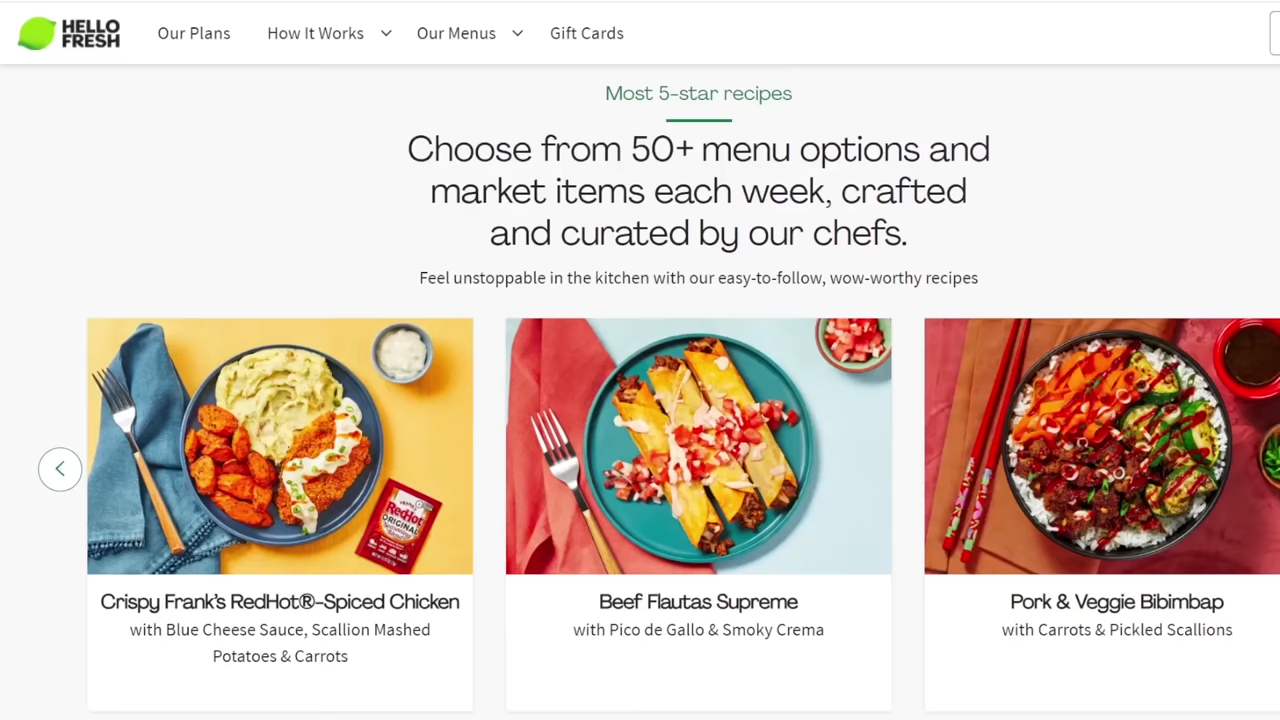 HELLO
FRESH
Our Plans
How It Works
Our Menus
Gift Cards
Most 5-star recipes
Choose from 50+ menu options and
market items each week, crafted
and curated by our chefs.
Feel unstoppable in the kitchen with our easy-to-follow, wow-worthy recipes
RedHot
ORIGINAL
Crispy Frank's RedHot®-Spiced Chicken
with Blue Cheese Sauce, Scallion Mashed
Potatoes & Carrots
Beef Flautas Supreme
with Pico de Gallo & Smoky Crema
Pork & Veggie Bibimbap
with Carrots & Pickled Scallions